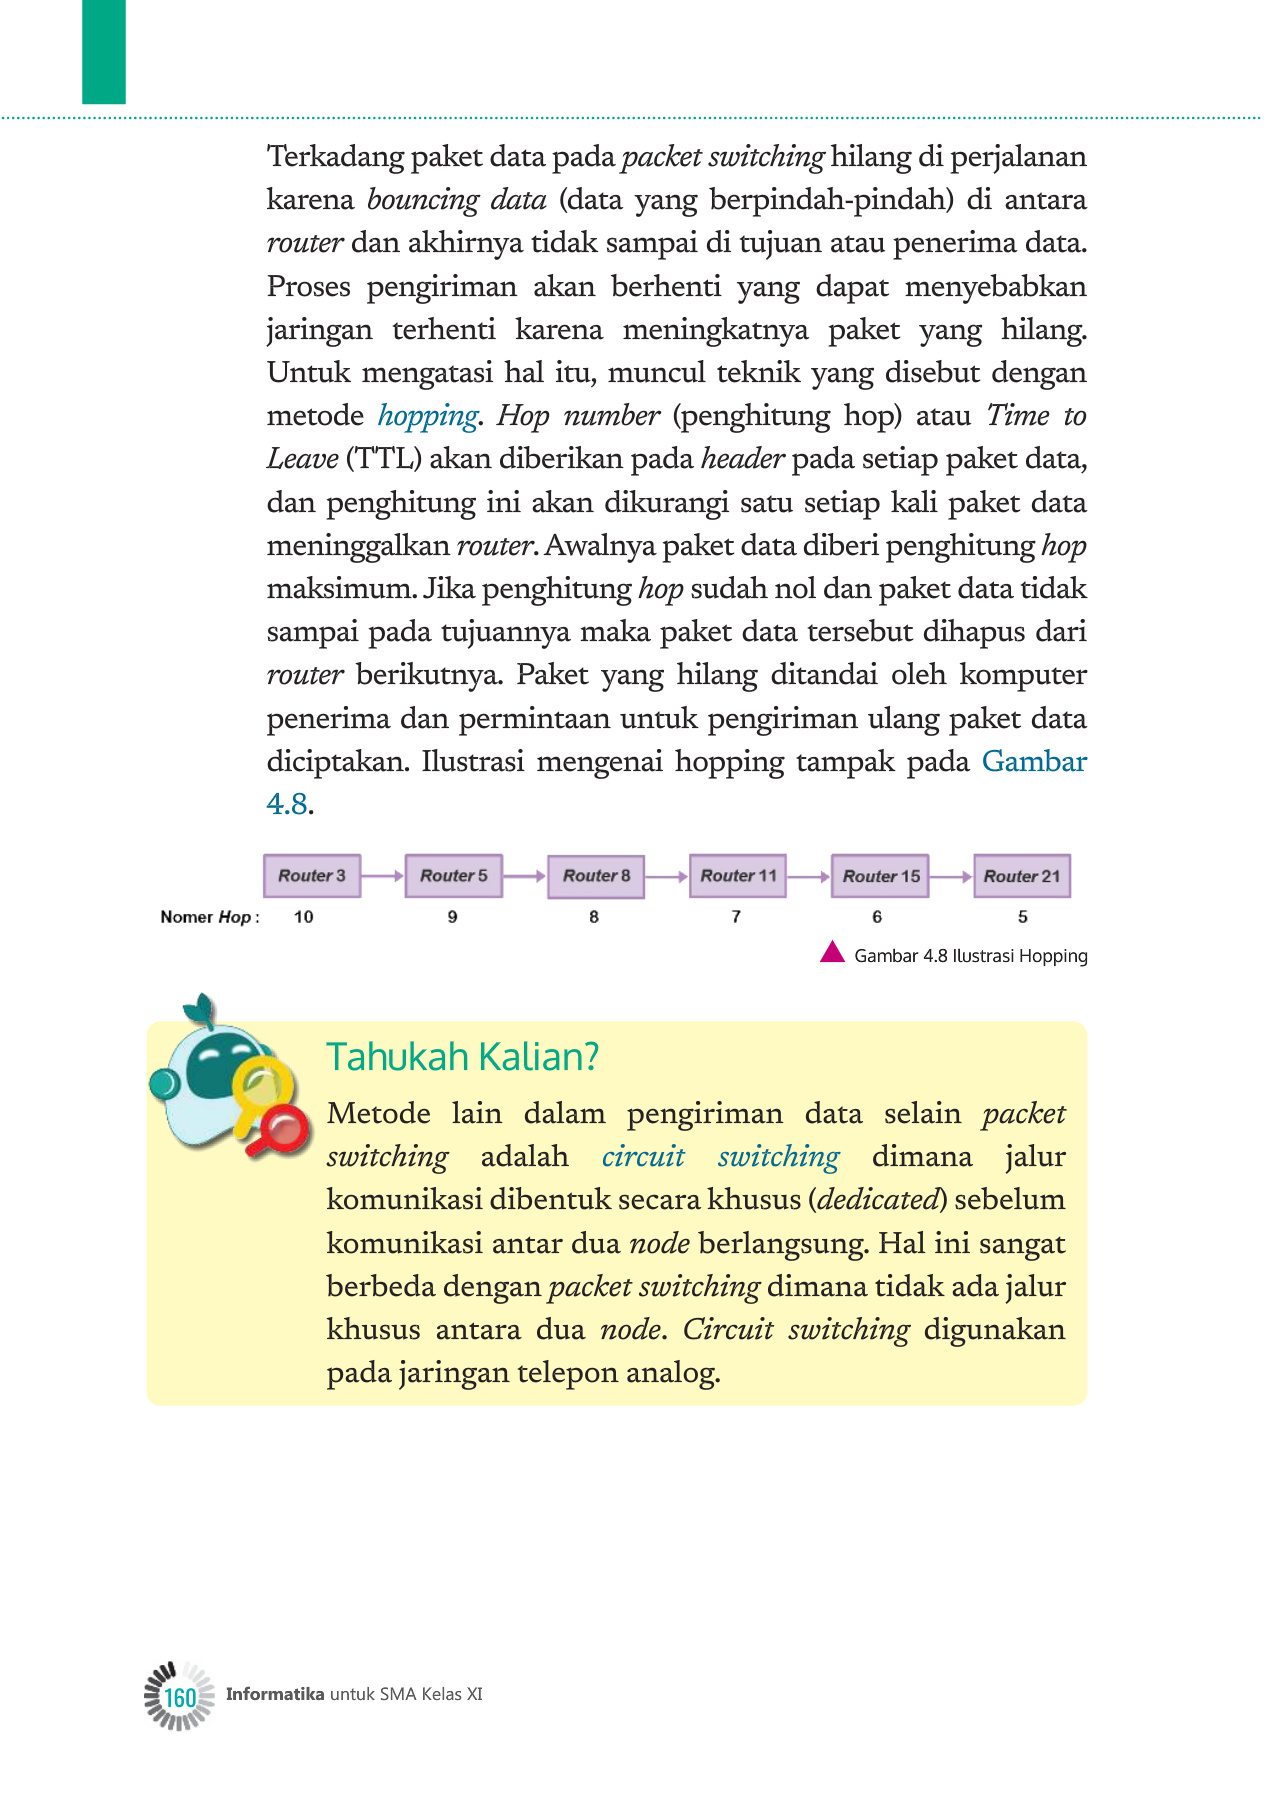 Terkadang paket data pada packet switching hilang di perjalanan
karena bouncing data (data yang berpindah-pindah) di antara
router dan akhirnya tidak sampai di tujuan atau penerima data.
Proses pengiriman akan berhenti yang dapat menyebabkan
jaringan terhenti karena meningkatnya paket yang hilang.
Untuk mengatasi hal itu, muncul teknik yang disebut dengan
metode hopping. Hop number (penghitung hop) atau Time to
Leave (TTL) akan diberikan pada header pada setiap paket data,
dan penghitung ini akan dikurangi satu setiap kali paket data
meninggalkan router. Awalnya paket data diberi penghitung hop
maksimum. Jika penghitung hop sudah nol dan paket data tidak
sampai pada tujuannya maka paket data tersebut dihapus dari
router berikutnya. Paket yang hilang ditandai oleh komputer
penerima dan permintaan untuk pengiriman ulang paket data
diciptakan. Ilustrasi mengenai hopping tampak pada Gambar
4.8.
Router 3 Router 5 Router 8 Router 11 Router 15 Router 21
Nomer Hop : 10 9 8 7 6 5
Gambar 4.8 Ilustrasi Hopping
Tahukah Kalian?
Metode lain dalam pengiriman data selain packet
switching adalah circuit switching dimana jalur
komunikasi dibentuk secara khusus (dedicated) sebelum
komunikasi antar dua node berlangsung. Hal ini sangat
berbeda dengan packet switching dimana tidak ada jalur
khusus antara dua node. Circuit switching digunakan
pada jaringan telepon analog.
160 Informatika untuk SMA Kelas XI